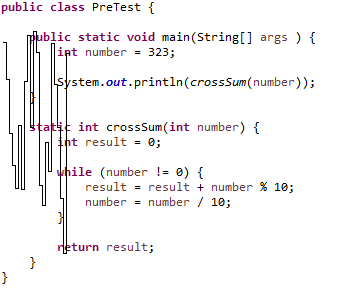 public class PreTest {
public static void main(String[] args ) {
int number = 323;
System.out.println(crossSum(number));
}
static int crossSum(int number) {
int result = 0;
while (number != 0) {
result = result + number % 10;
number = number / 10;
}
return result;
}
}